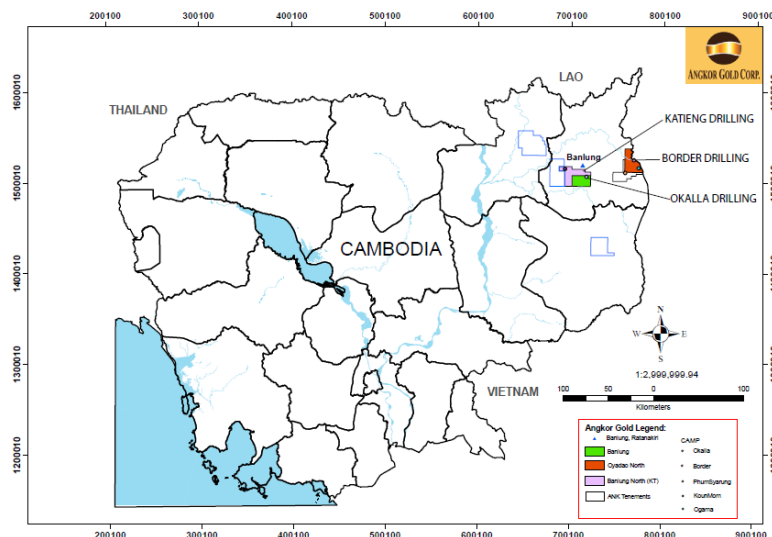 200100 300100 400100 500100 600100 700100 800100 900100
ANGKOR GOLD CORP.
LAO
THAILAND
1600010
KATIENG DRILLING
Banlung
BORDER DRILLING
1500010
OKALLA DRILLING
CAMBODIA
1400010
N
W E
S
1300010
1:2,999,999.94
VIETNAM
100 50 0 100
Kilometers
Angkor Gold Legend:
Banlung, Ratanakiri
Banlung
Oyadao North
Banlung North (KT)
ANK Tenements
CAMP
Okalla
Border
PhumSyarung
KounMom
Ogama
1200010
200100 300100 400100 500100 600100 700100 800100 900100